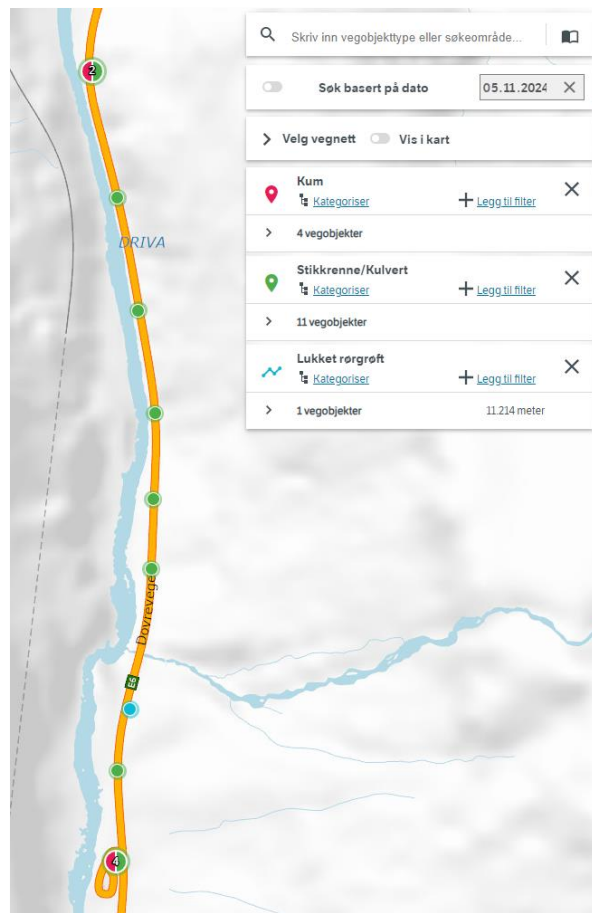 Skriv inn vegobjekttype eller søkeområde...
Søk basert på dato
05.11.2024
Velg vegnett
Vis i kart
Kum
Kategoriser
Legg til filter
4 vegobjekter
Stikkrenne/Kulvert
Kategoriser
Legg til filter
11 vegobjekter
Lukket rørgrøft
Kategoriser
Legg til filter
1 vegobjekter
11.214 meter
2
DRIVA
Dovrevege
E6
4